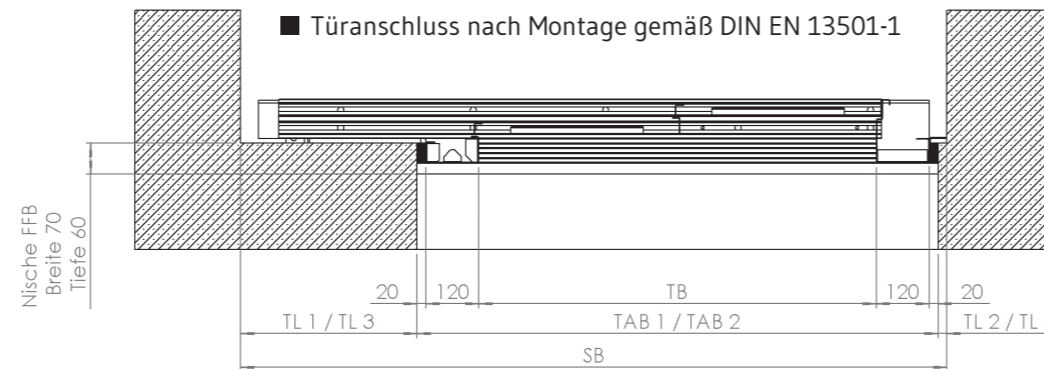 ■ Türanschluss nach Montage gemäß DIN EN 13501-1
Nische FFB
Breite 70
Tiefe 60
20 120 TB 120 20
TL 1 / TL 3 TAB 1 / TAB 2 TL 2 / TL
SB